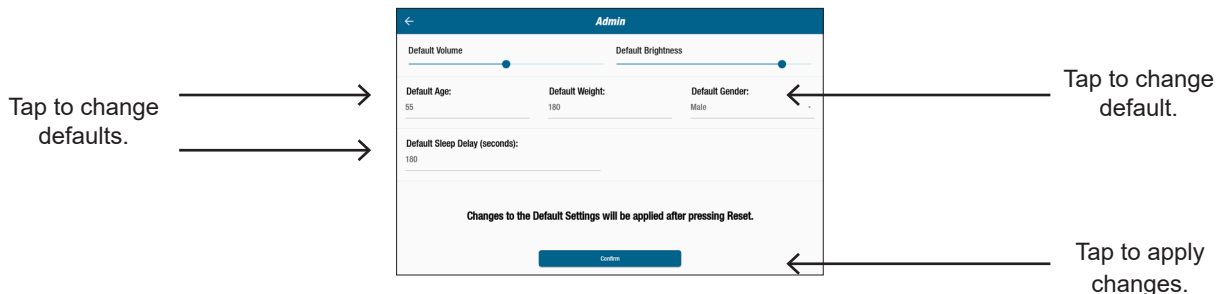 Admin
Default Volume
Default Brightness
Tap to change
defaults.
Default Age:
55
Default Weight:
180
Default Gender:
Male
Tap to change
default.
Default Sleep Delay (seconds):
180
Changes to the Default Settings will be applied after pressing Reset.
Confirm
Tap to apply
changes.